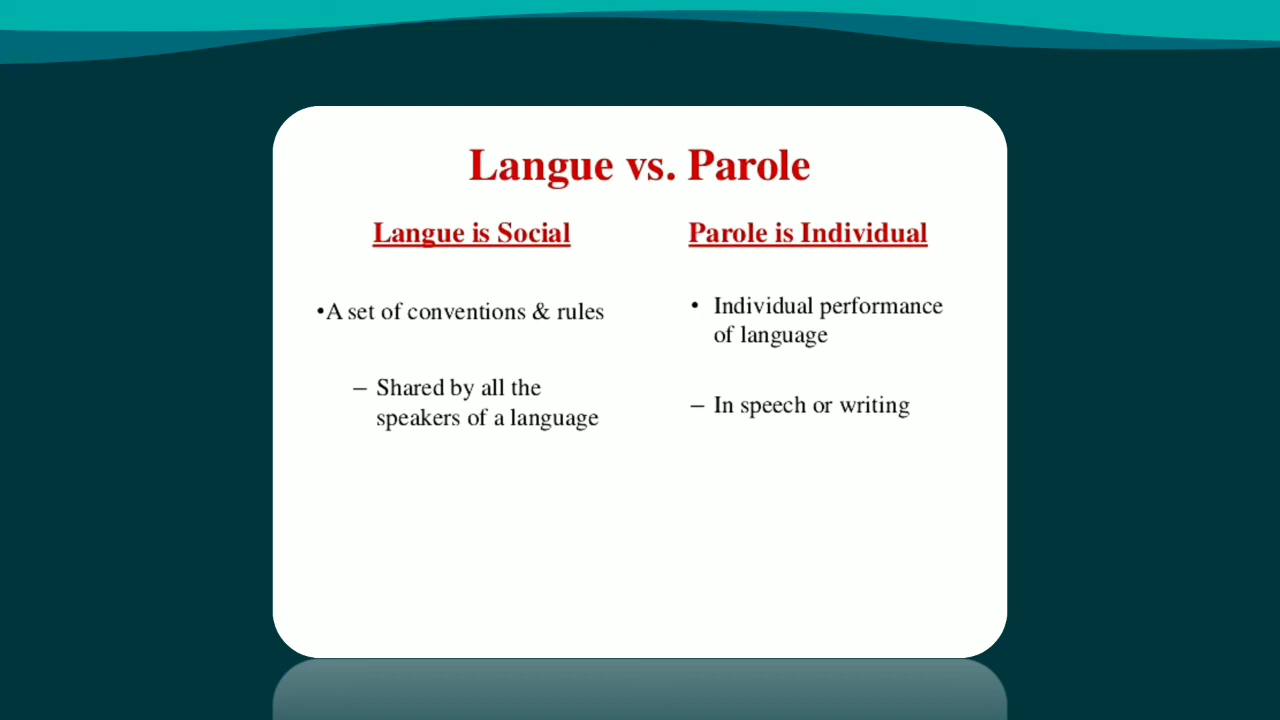 Langue vs. Parole
Langue is Social
•A set of conventions & rules
– Shared by all the
speakers of a language
Parole is Individual
• Individual performance
of language
– In speech or writing